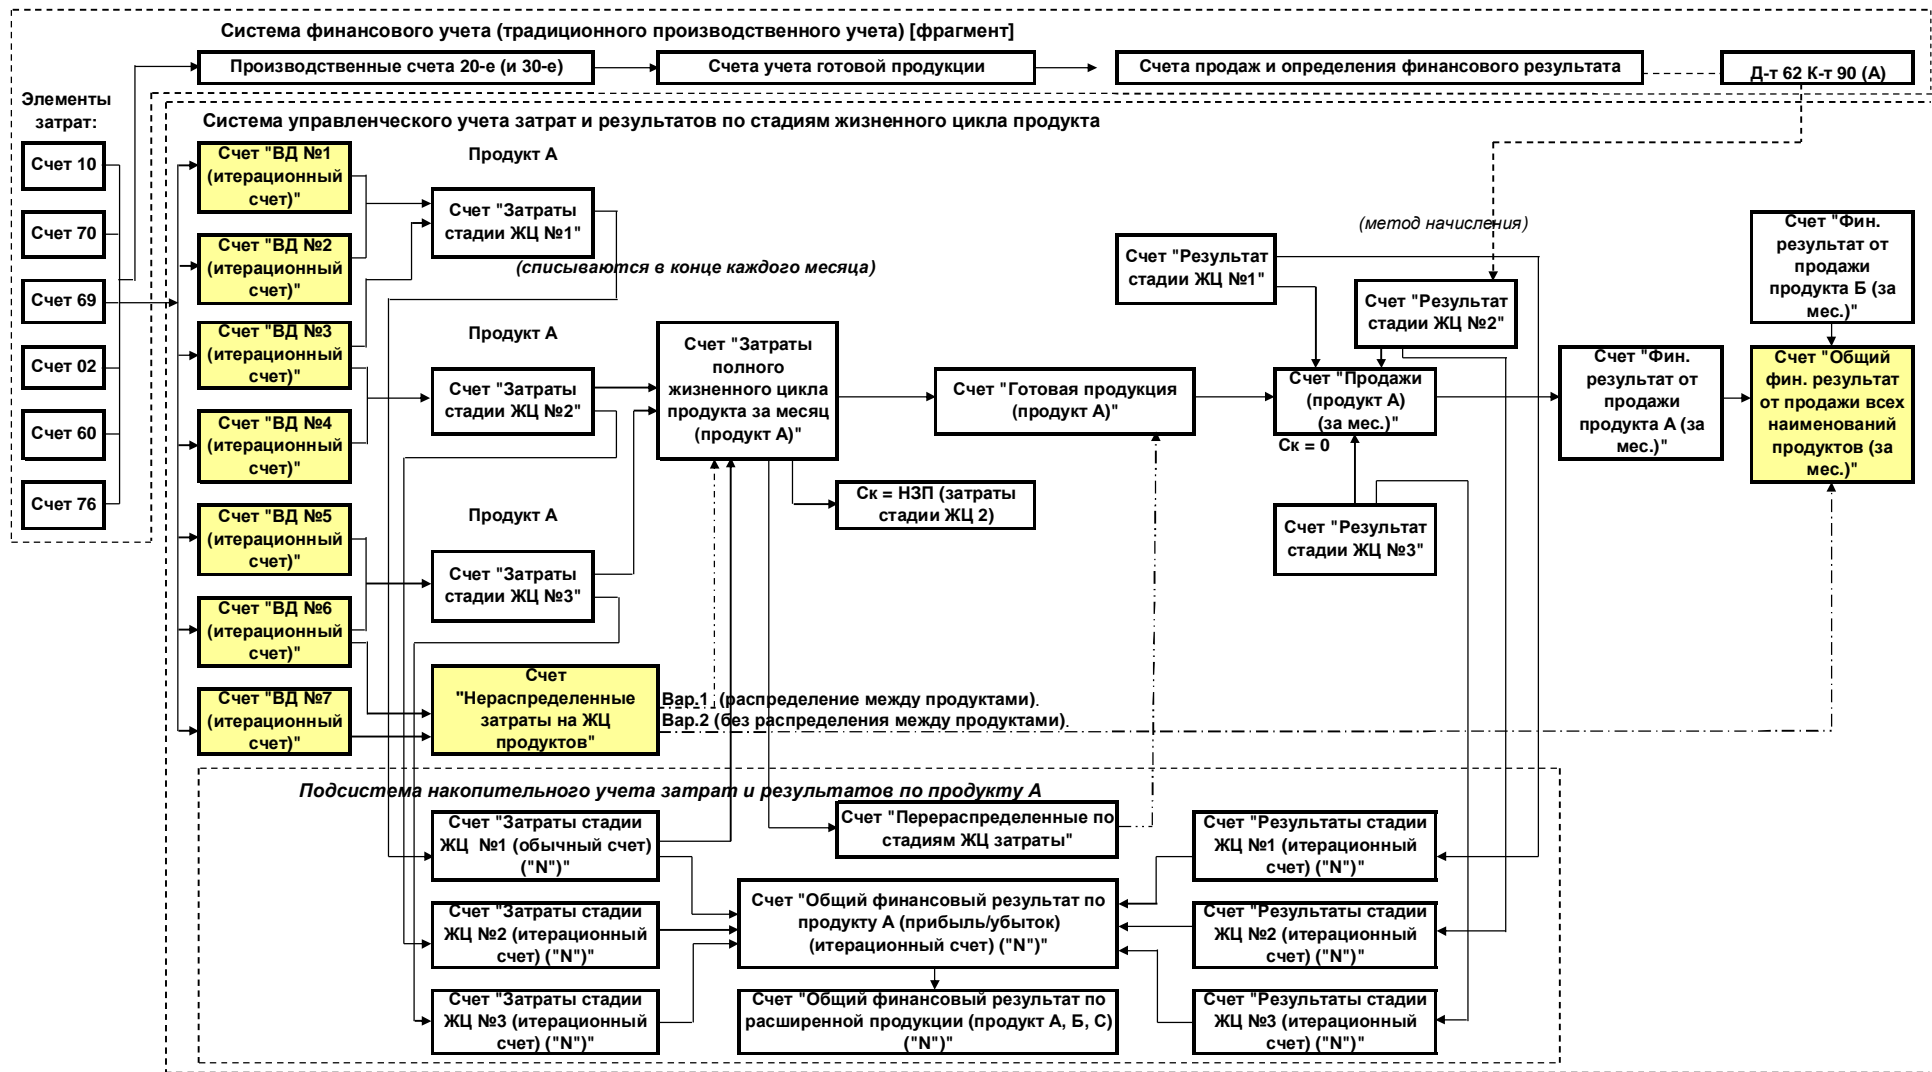 Система финансового учета (традиционного производственного учета) [фрагмент]
Производственные счета 20-е (и 30-е)
Счета учета готовой продукции
Счета продаж и определения финансового результата
Д-т 62 К-т 90 (А)
Элементы
затрат:
Счет 10
Счет 70
Счет 69
Счет 02
Счет 60
Счет 76
Система управленческого учета затрат и результатов по стадиям жизненного цикла продукта
Счет "ВД №1
(итерационный
счет)"
Счет "ВД №2
(итерационный
счет)"
Счет "ВД №3
(итерационный
счет)"
Счет "ВД №4
(итерационный
счет)"
Счет "ВД №5
(итерационный
счет)"
Счет "ВД №6
(итерационный
счет)"
Счет "ВД №7
(итерационный
счет)"
Продукт А
Счет "Затраты
стадии ЖЦ №1"
(списываются в конце каждого месяца)
Продукт А
Счет "Затраты
стадии ЖЦ №2"
Продукт А
Счет "Затраты
стадии ЖЦ №3"
Счет
"Нераспределенные
затраты на ЖЦ
продуктов"
Вар.1 (распределение между продуктами).
Вар.2 (без распределения между продуктами).
Счет "Затраты
полного
жизненного цикла
продукта за месяц
(продукт А)"
Ск = НЗП (затраты
стадии ЖЦ 2)
Счет "Готовая продукция
(продукт А)"
Счет "Результат
стадии ЖЦ №1"
(метод начисления)
Счет "Результат
стадии ЖЦ №2"
Счет "Продажи
(продукт А)
(за мес.)"
Ск = 0
Счет "Результат
стадии ЖЦ №3"
Счет "Фин.
результат от
продажи
продукта А (за
мес.)"
Счет "Фин.
результат от
продажи
продукта Б (за
мес.)"
Счет "Общий
фин. результат
от продажи всех
наименований
продуктов (за
мес.)"
Подсистема накопительного учета затрат и результатов по продукту А
Счет "Затраты стадии
ЖЦ №1 (обычный счет)
("N")"
Счет "Затраты стадии
ЖЦ №2 (итерационный
счет) ("N")"
Счет "Затраты стадии
ЖЦ №3 (итерационный
счет) ("N")"
Счет "Перераспределенные по
стадиям ЖЦ затраты"
Счет "Общий финансовый результат по
продукту А (прибыль/убыток)
(итерационный счет) ("N")"
Счет "Общий финансовый результат по
расширенной продукции (продукт А, Б, С)
("N")"
Счет "Результаты стадии
ЖЦ №1 (итерационный
счет) ("N")"
Счет "Результаты стадии
ЖЦ №2 (итерационный
счет) ("N")"
Счет "Результаты стадии
ЖЦ №3 (итерационный
счет) ("N")"